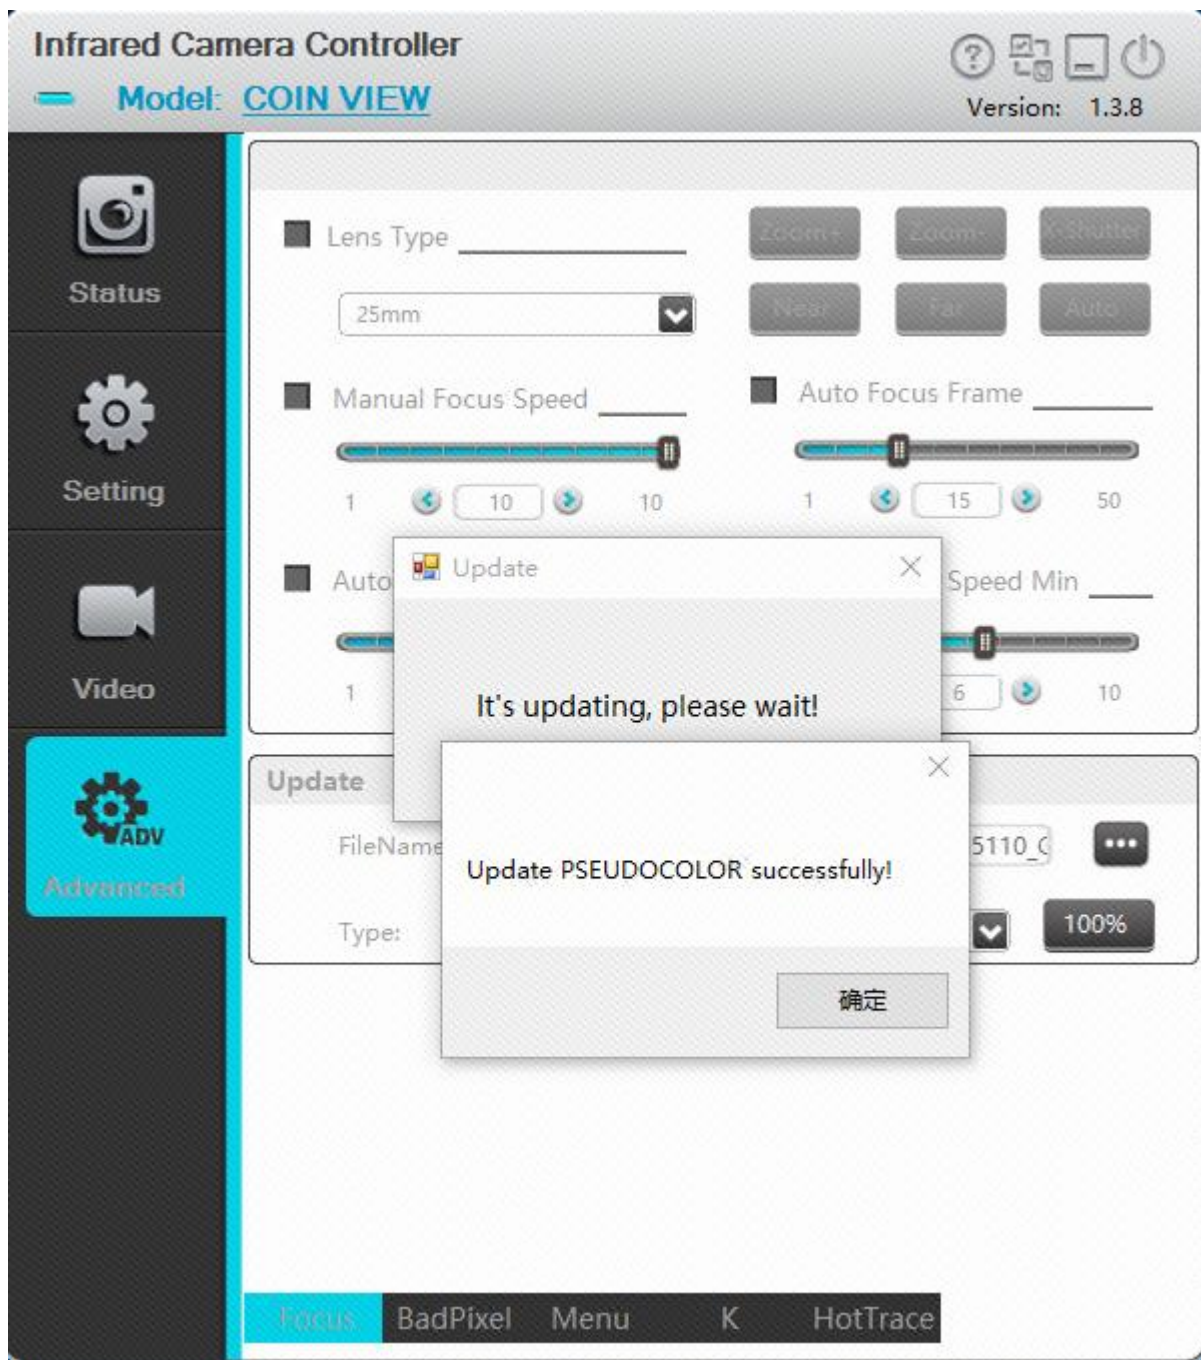 Infrared Camera Controller
Model: COIN VIEW
Version: 1.3.8
Status
Setting
Video
ADV
Advanced
Lens Type
25mm
Zoom+ Zoom- X-Shutter
Near Far Auto
Manual Focus Speed
1 10 10
Auto Focus Frame
1 15 50
Auto
1
Speed Min
6 10
Update
It's updating, please wait!
Update
FileName
5110_
Type:
100%
Update PSEUDOCOLOR successfully!
确定
Focus BadPixel Menu K HotTrace